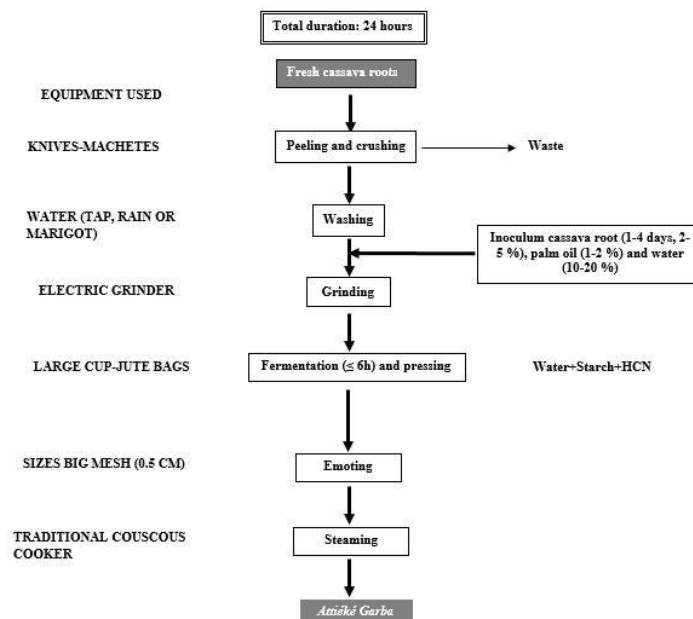 Total duration: 24 hours
Fresh cassava roots
EQUIPMENT USED
KNIVES-MACHETES
Peeling and crushing
Waste
WATER (TAP, RAIN OR
MARIGOT)
Washing
Inoculum cassava root (1-4 days, 2-
5 %), palm oil (1-2 %) and water
(10-20 %)
ELECTRIC GRINDER
Grinding
LARGE CUP-JUTE BAGS
Fermentation (≤ 6h) and pressing
Water+Starch+HCN
SIZES BIG MESH (0.5 CM)
Emoting
TRADITIONAL COUSCOUS
COOKER
Steaming
Attiéké Garba